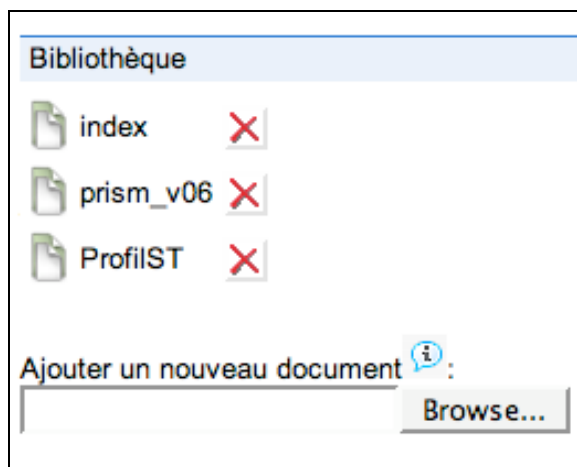 Bibliothèque
index
prism_v06
ProfilST
Ajouter un nouveau document :
Browse...